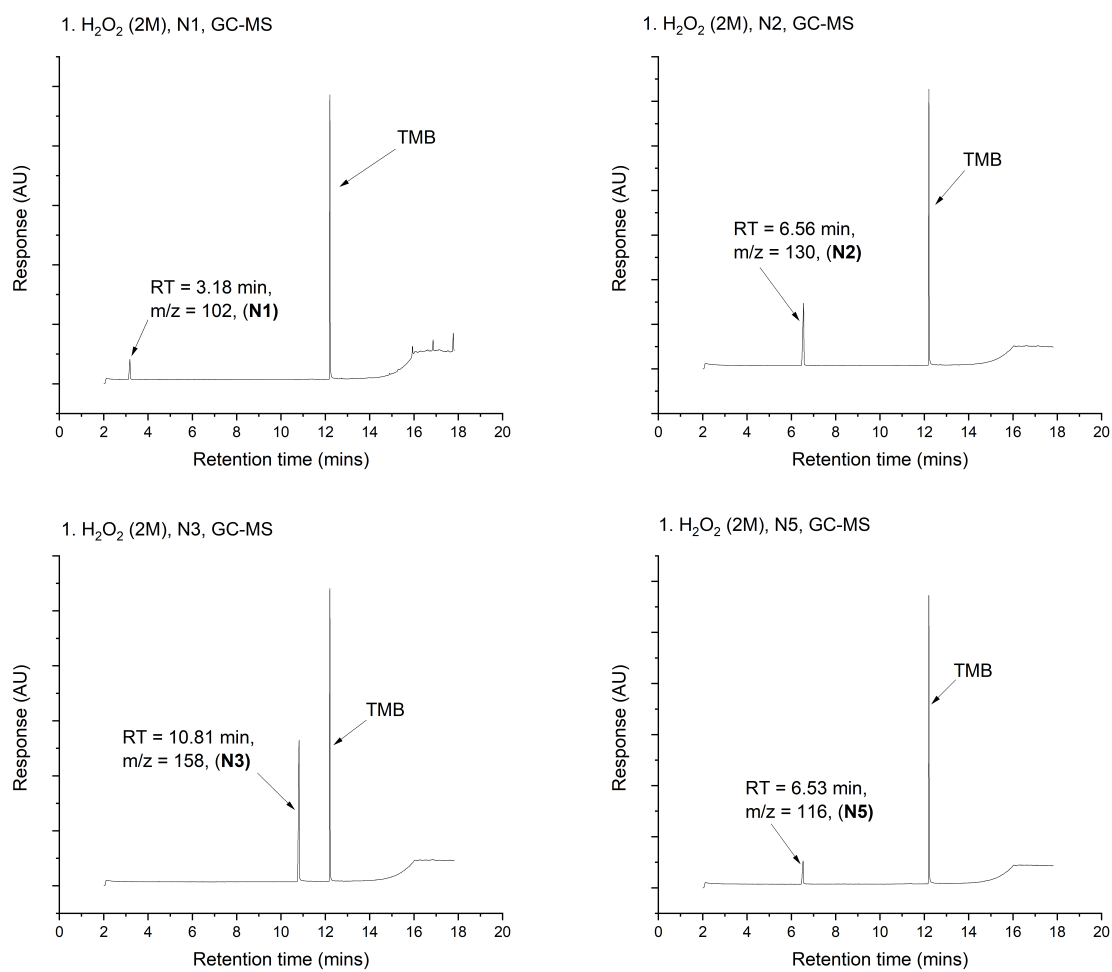 1. H₂O₂ (2M), N1, GC-MS
Response (AU)
TMB
RT = 3.18 min,
m/z = 102, (N1)
0 2 4 6 8 10 12 14 16 18 20
Retention time (mins)
1. H₂O₂ (2M), N2, GC-MS
Response (AU)
TMB
RT = 6.56 min,
m/z = 130, (N2)
0 2 4 6 8 10 12 14 16 18 20
Retention time (mins)
1. H₂O₂ (2M), N3, GC-MS
Response (AU)
TMB
RT = 10.81 min,
m/z = 158, (N3)
0 2 4 6 8 10 12 14 16 18 20
Retention time (mins)
1. H₂O₂ (2M), N5, GC-MS
Response (AU)
TMB
RT = 6.53 min,
m/z = 116, (N5)
0 2 4 6 8 10 12 14 16 18 20
Retention time (mins)